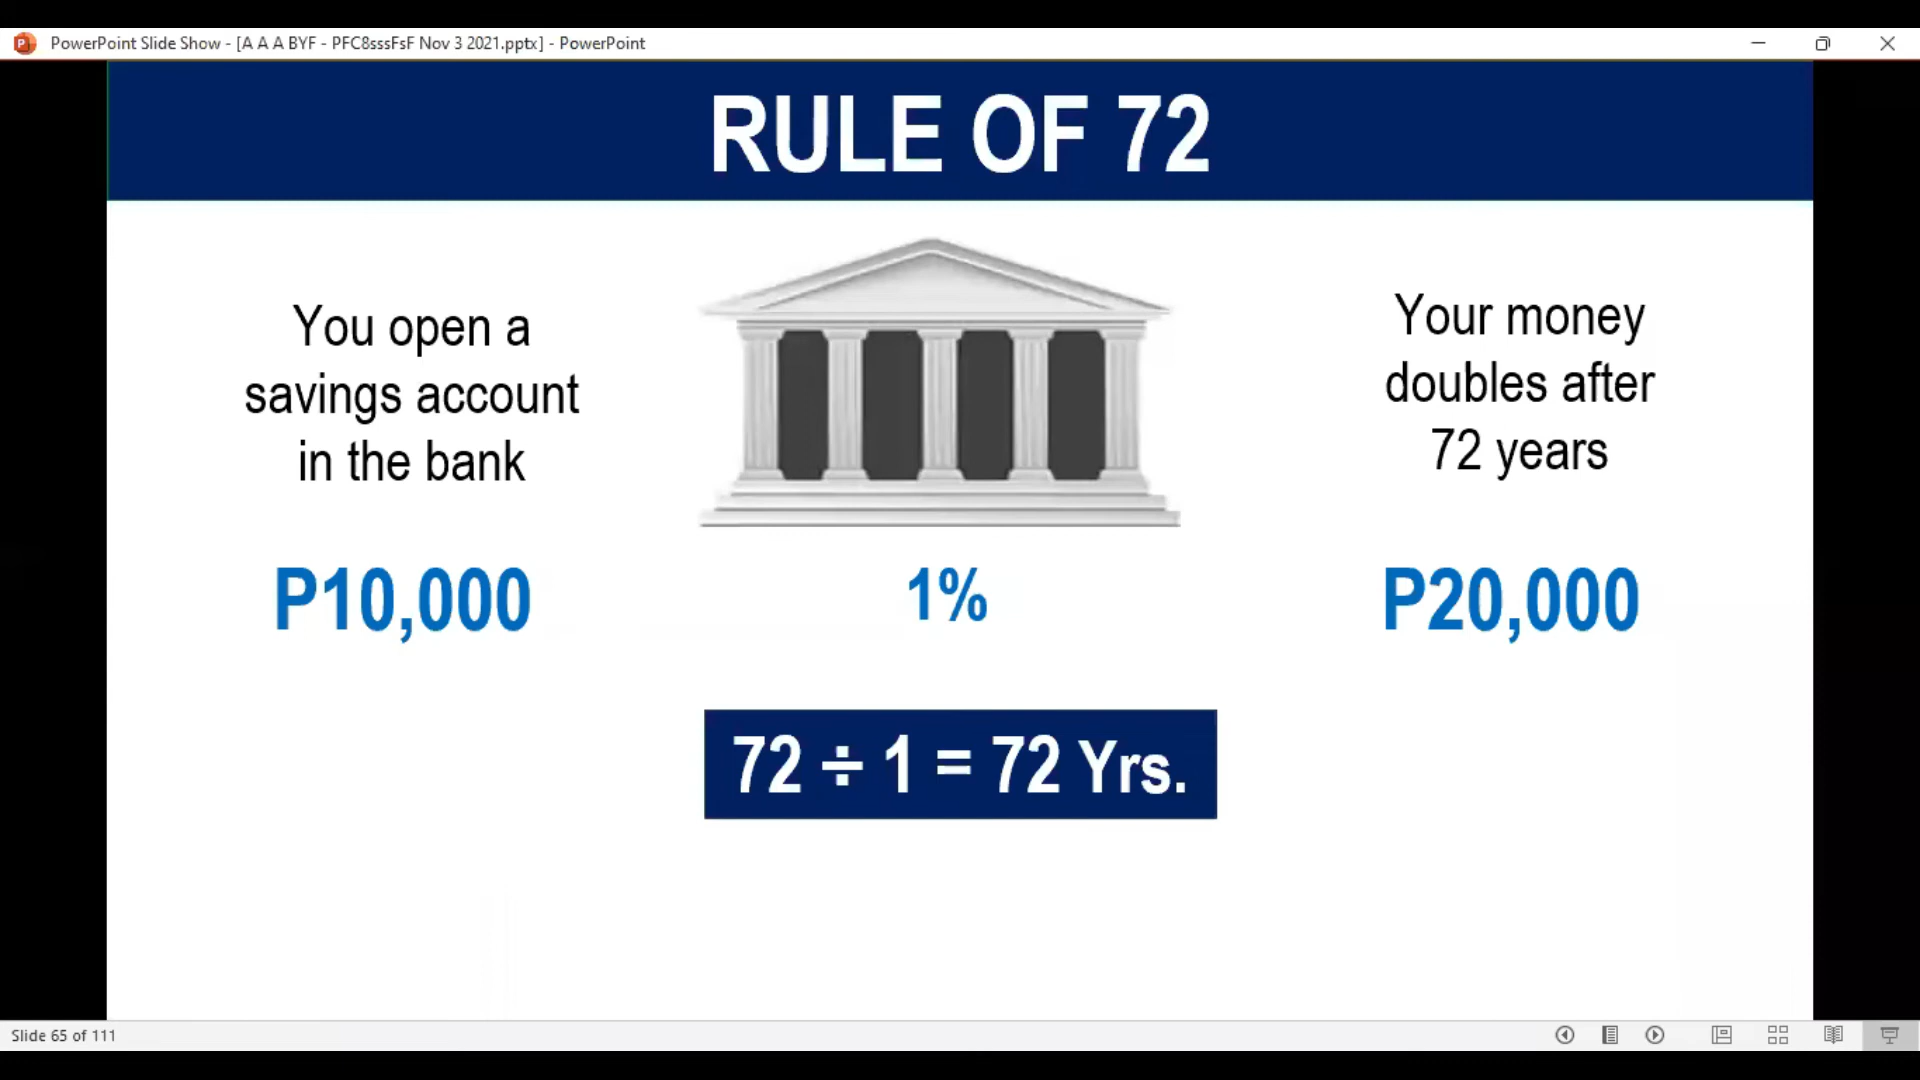 PowerPoint Slide Show - [A A A BYF - PFC8sssFsF Nov 3 2021.pptx] - PowerPoint
RULE OF 72
You open a
savings account
in the bank
Your money
doubles after
72 years
P10,000
1%
P20,000
72 ÷ 1 = 72 Yrs.
Slide 65 of 111